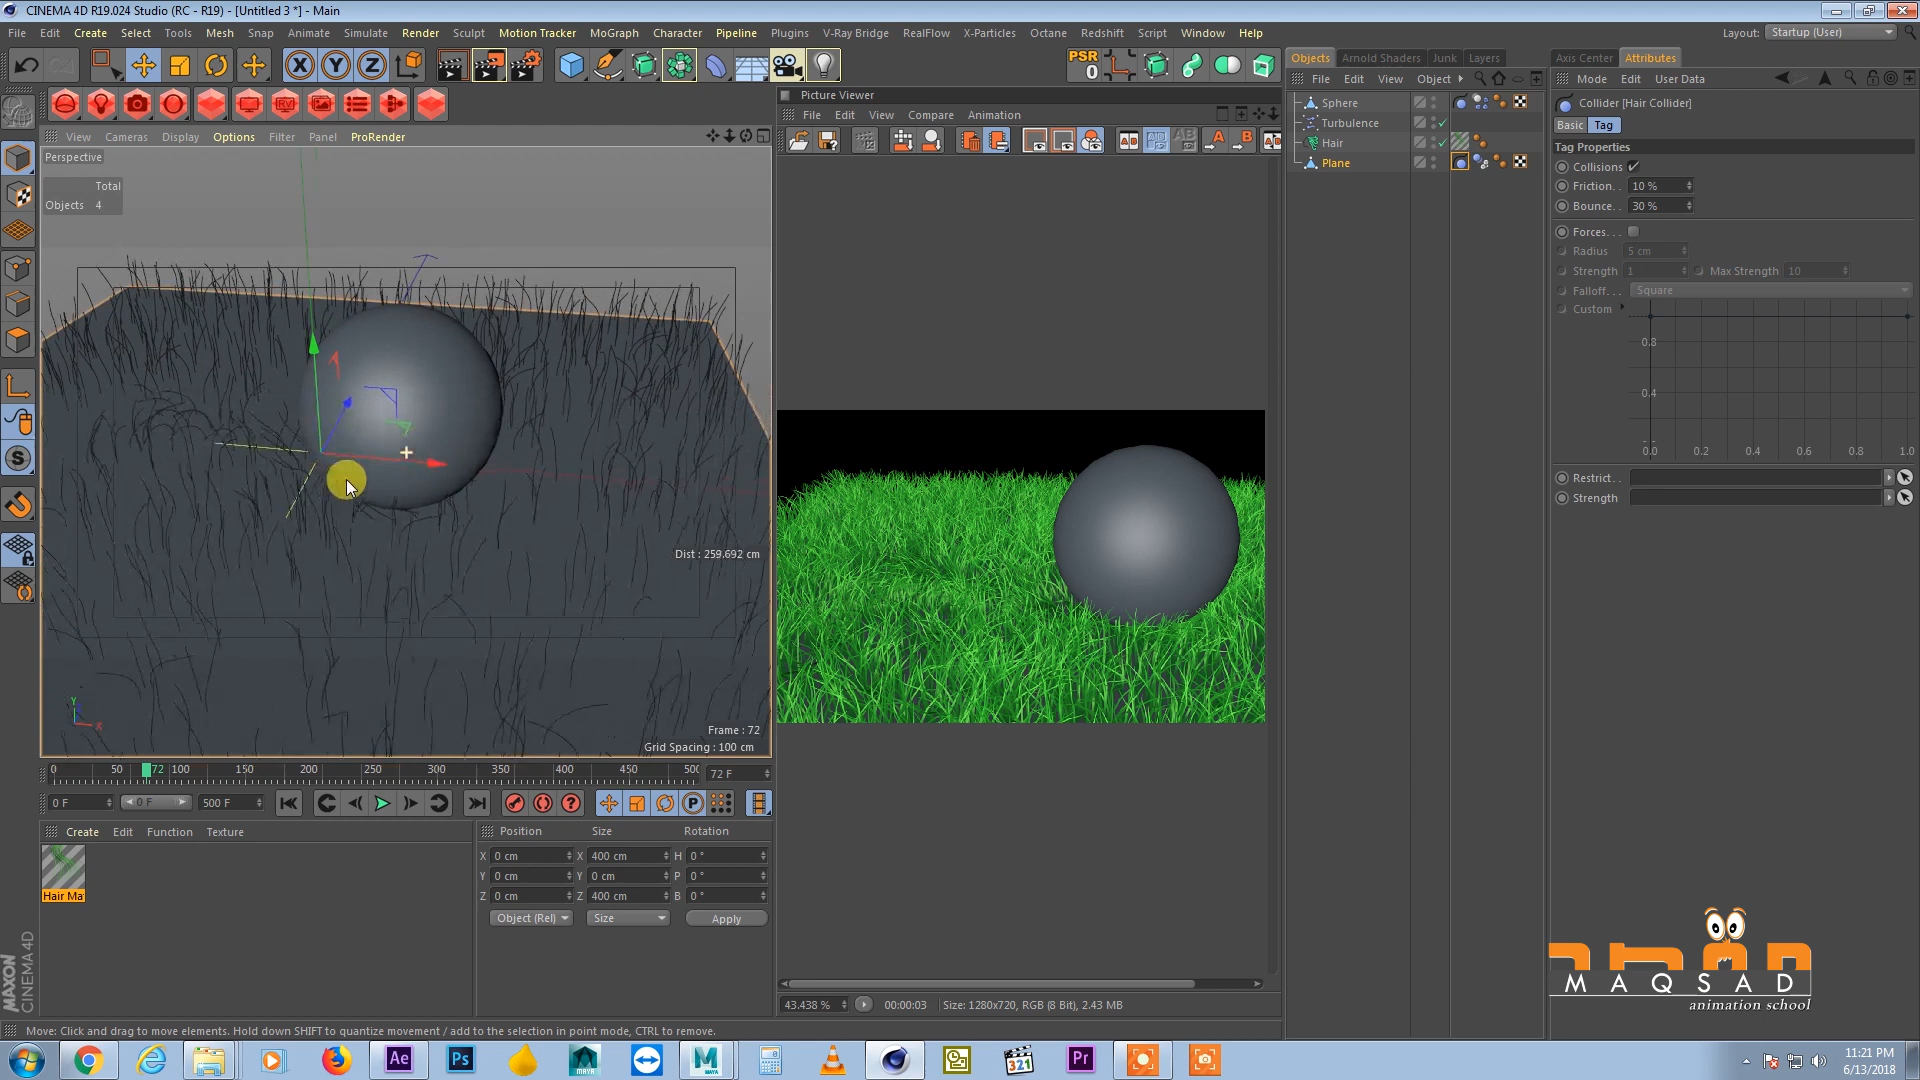 CINEMA 4D R19.024 Studio (RC - R19) - [Untitled 3 *] - Main
File Edit Create Select Tools Mesh Snap Animate Simulate Render Sculpt Motion Tracker MoGraph Character Pipeline Plugins V-Ray Bridge RealFlow X-Particles Octane Redshift Script Window Help
Layout: Startup (User)
PSR
0
Objects Arnold Shaders Junk Layers
File Edit View Object
Sphere
Turbulence
Hair
Plane
Axis Center Attributes
Mode Edit User Data
Collider [Hair Collider]
Basic Tag
Tag Properties
Collisions
Friction. . 10 %
Bounce. . 30 %
Forces. . .
Radius 5 cm
Strength 1 Max Strength 10
Falloff. . . Square
Custom
0.8
0.4
0.0 0.2 0.4 0.6 0.8 1.0
Restrict. .
Strength
View Cameras Display Options Filter Panel ProRender
Perspective
Total
Objects 4
Dist : 259.692 cm
Frame : 72
Grid Spacing : 100 cm
Y
X
Picture Viewer
File Edit View Compare Animation
43.438 % 00:00:03 Size: 1280x720, RGB (8 Bit), 2.43 MB
0 50 72 100 150 200 250 300 350 400 450 500 72 F
0 F 0 F 500 F
Create Edit Function Texture
Hair Ma
Position Size Rotation
X 0 cm X 400 cm H 0 °
Y 0 cm Y 0 cm P 0 °
Z 0 cm Z 400 cm B 0 °
Object (Rel) Size Apply
MAXON
CINEMA 4D
MAQSAD
animation school
Move: Click and drag to move elements. Hold down SHIFT to quantize movement / add to the selection in point mode, CTRL to remove.
Ae Ps MAYA M MAYA 321 Pr
11:21 PM
6/13/2018